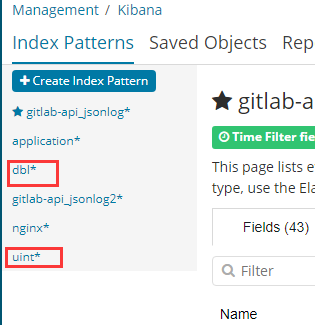 Management / Kibana
Index Patterns Saved Objects Rep
+ Create Index Pattern
★ gitlab-api_jsonlog*
application*
dbl*
gitlab-api_jsonlog2*
nginx*
uint*
★ gitlab-a
Time Filter fie
This page lists e
type, use the Ela
Fields (43)
Filter
Name